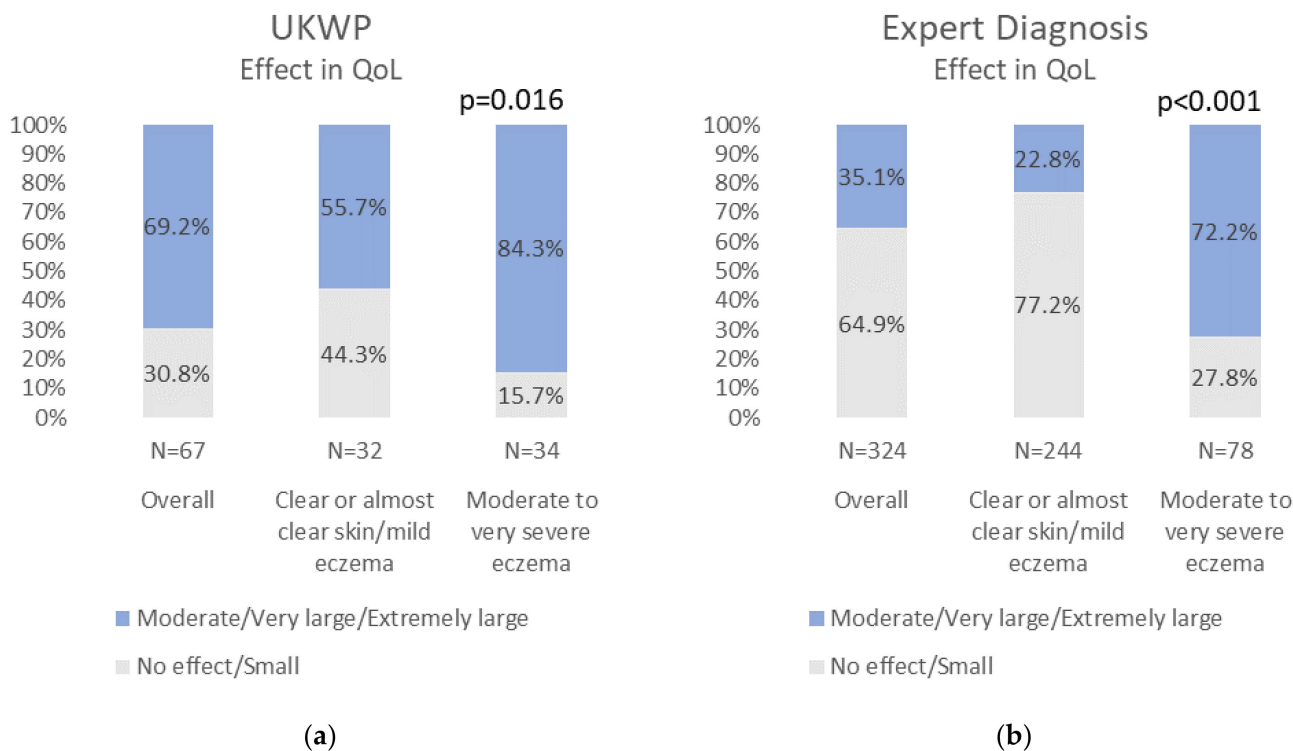 UKWP
Effect in QoL
p=0.016
100%
90%
80%
70%
60%
50%
40%
30%
20%
10%
0%
69.2%
30.8%
55.7%
44.3%
84.3%
15.7%
N=67
N=32
N=34
Overall
Clear or almost
clear skin/mild
eczema
Moderate to
very severe
eczema
Moderate/Very large/Extremely large
No effect/Small
(a)
Expert Diagnosis
Effect in QoL
p<0.001
100%
90%
80%
70%
60%
50%
40%
30%
20%
10%
0%
35.1%
64.9%
22.8%
77.2%
72.2%
27.8%
N=324
N=244
N=78
Overall
Clear or almost
clear skin/mild
eczema
Moderate to
very severe
eczema
Moderate/Very large/Extremely large
No effect/Small
(b)